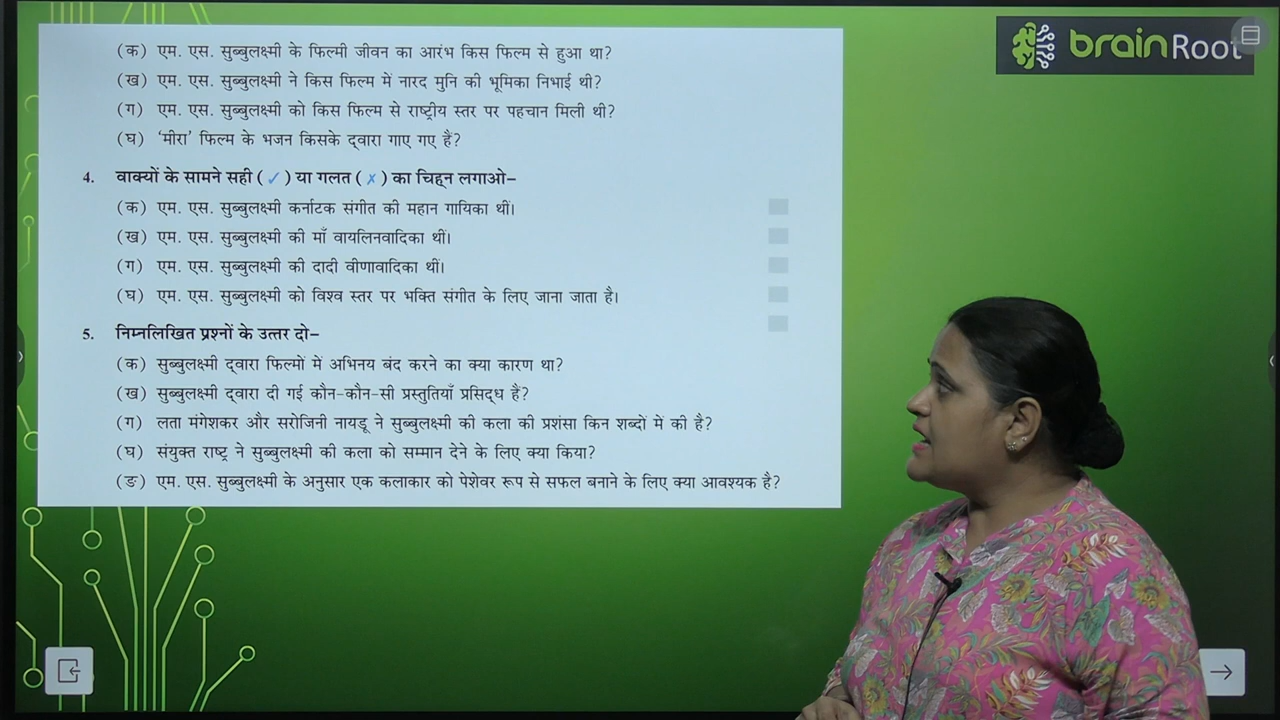 brainRoot
(क) एम. एस. सुब्बुलक्ष्मी के फिल्मी जीवन का आरंभ किस फिल्म से हुआ था?
(ख) एम. एस. सुब्बुलक्ष्मी ने किस फिल्म में नारद मुनि की भूमिका निभाई थी?
(ग) एम. एस. सुब्बुलक्ष्मी को किस फिल्म से राष्ट्रीय स्तर पर पहचान मिली थी?
(घ) ‘मीरा’ फिल्म के भजन किसके द्वारा गाए गए हैं?
4. वाक्यों के सामने सही (✓) या गलत (✗) का चिह्न लगाओ–
(क) एम. एस. सुब्बुलक्ष्मी कर्नाटक संगीत की महान गायिका थीं।
(ख) एम. एस. सुब्बुलक्ष्मी की माँ वायलिनवादिका थीं।
(ग) एम. एस. सुब्बुलक्ष्मी की दादी वीणावादिका थीं।
(घ) एम. एस. सुब्बुलक्ष्मी को विश्व स्तर पर भक्ति संगीत के लिए जाना जाता है।
5. निम्नलिखित प्रश्नों के उत्तर दो–
(क) सुब्बुलक्ष्मी द्वारा फिल्मों में अभिनय बंद करने का क्या कारण था?
(ख) सुब्बुलक्ष्मी द्वारा दी गई कौन-कौन-सी प्रस्तुतियाँ प्रसिद्ध हैं?
(ग) लता मंगेशकर और सरोजिनी नायडू ने सुब्बुलक्ष्मी की कला की प्रशंसा किन शब्दों में की है?
(घ) संयुक्त राष्ट्र ने सुब्बुलक्ष्मी की कला को सम्मान देने के लिए क्या किया?
(ङ) एम. एस. सुब्बुलक्ष्मी के अनुसार एक कलाकार को पेशेवर रूप से सफल बनाने के लिए क्या आवश्यक है?